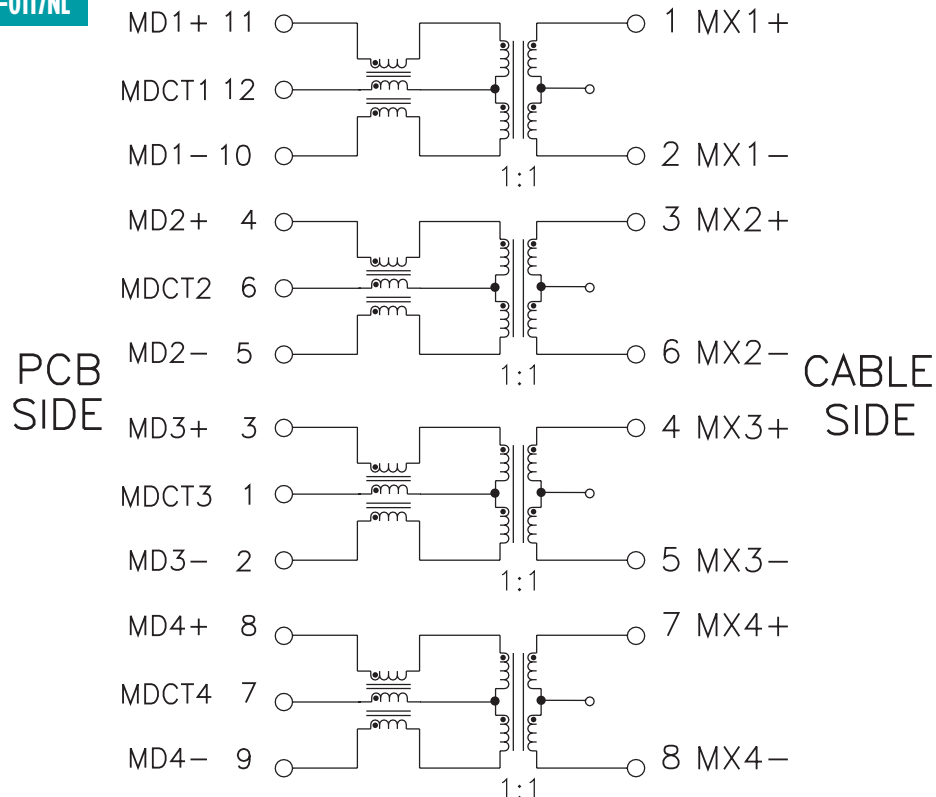 -0117NL
MD1+ 11 1 MX1+
MDCT1 12
MD1- 10 2 MX1-
1:1
MD2+ 4 3 MX2+
MDCT2 6
MD2- 5 6 MX2-
1:1
PCB SIDE
CABLE SIDE
MD3+ 3 4 MX3+
MDCT3 1
MD3- 2 5 MX3-
1:1
MD4+ 8 7 MX4+
MDCT4 7
MD4- 9 8 MX4-
1:1